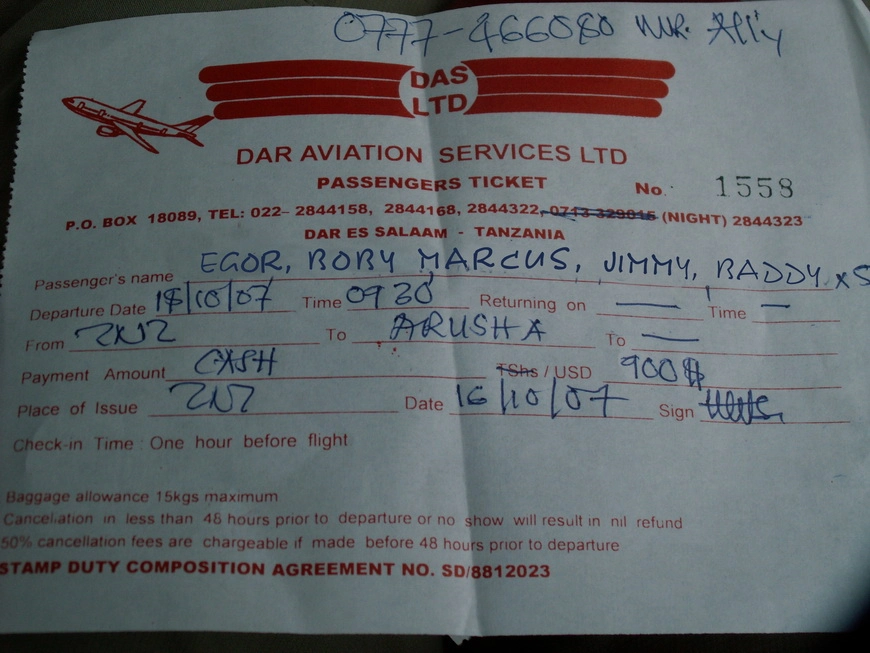 0777-466080 MR. Ally
DAS
LTD
DAR AVIATION SERVICES LTD
PASSENGERS TICKET No. 1558
P.O. BOX 18089, TEL: 022- 2844158, 2844168, 2844322, 0713 329015 (NIGHT) 2844323
DAR ES SALAAM - TANZANIA
Passenger's name EGOR, BOBY MARCUS, JIMMY, BADDY x5
Departure Date 18/10/07 Time 0930 Returning on — Time —
From ZNZ To ARUSHA To —
Payment Amount CASH TShs / USD 900$
Place of Issue ZNZ Date 16/10/07 Sign
Check-in Time : One hour before flight
Baggage allowance 15kgs maximum
Cancellation in less than 48 hours prior to departure or no show will result in nil refund
50% cancellation fees are chargeable if made before 48 hours prior to departure
STAMP DUTY COMPOSITION AGREEMENT NO. SD/8812023